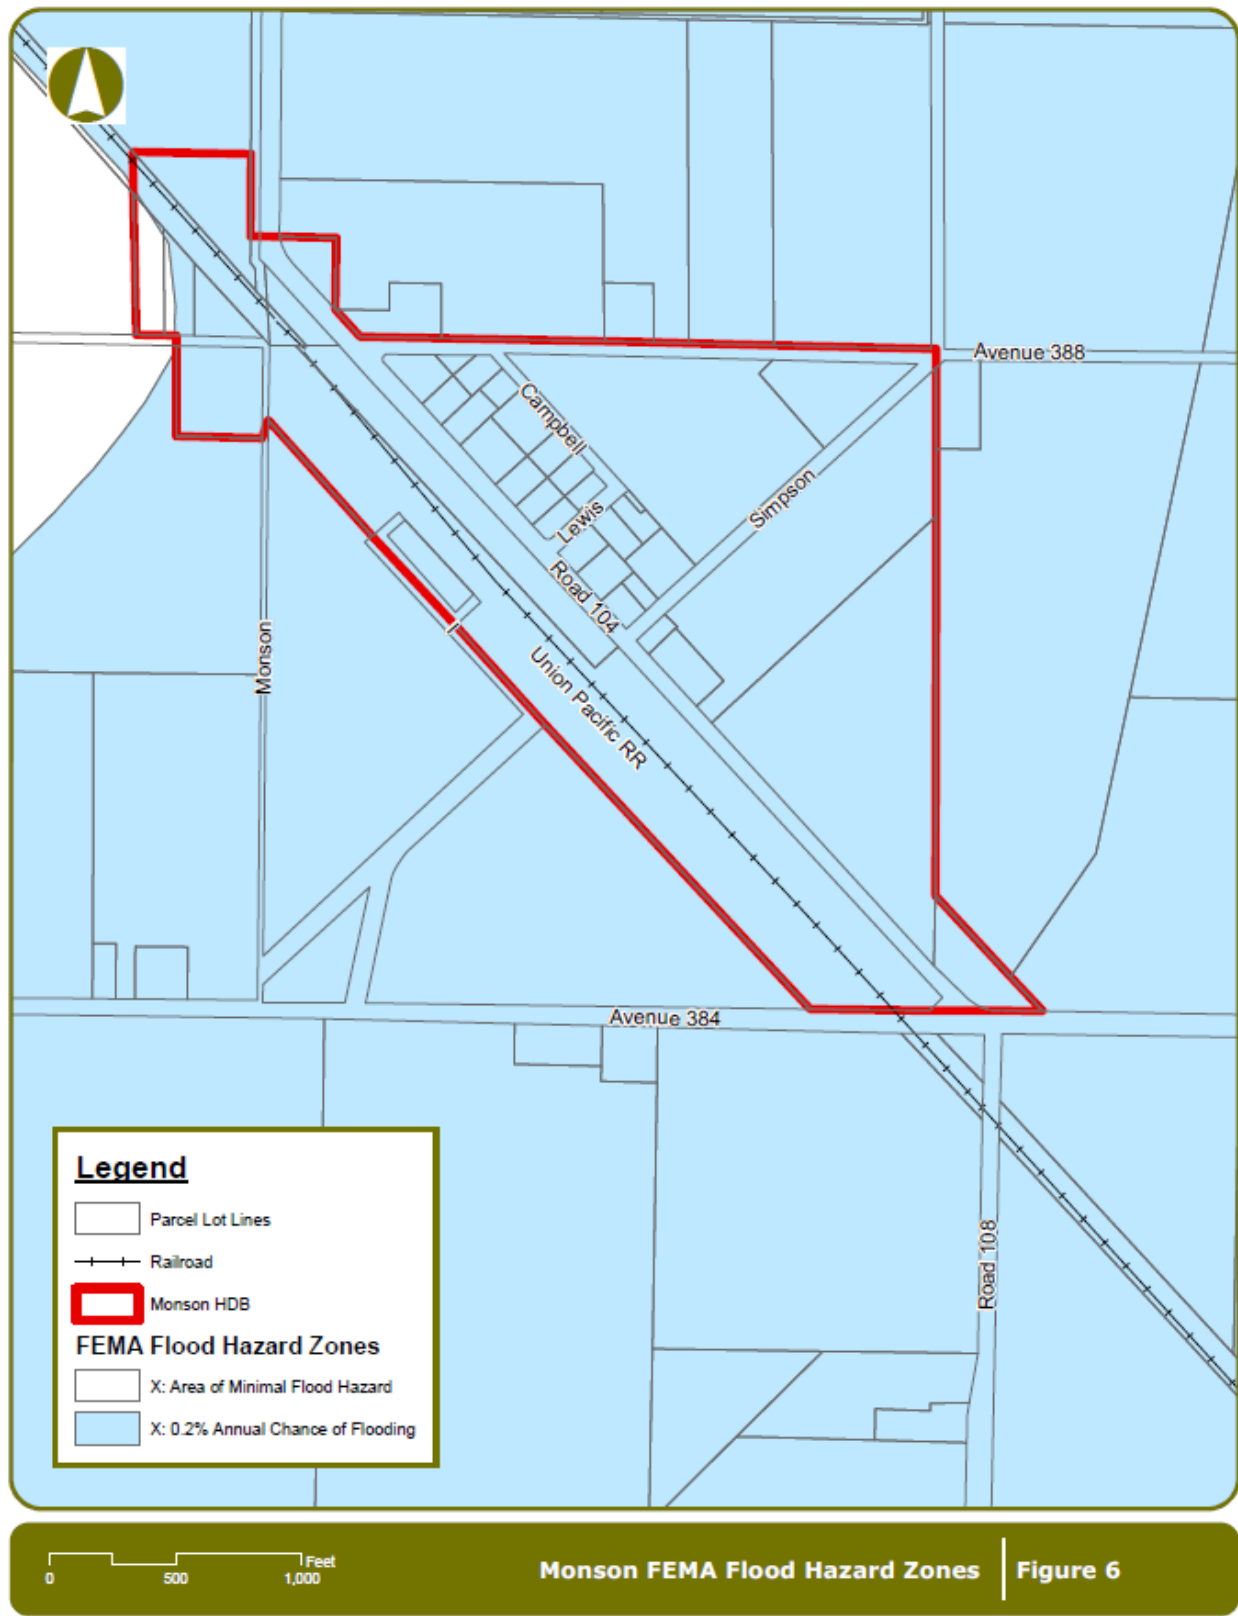 Avenue 388
Campbell
Simpson
Lewis
Road 104
Monson
Union Pacific RR
Avenue 384
Road 108
Legend
Parcel Lot Lines
Railroad
Monson HDB
FEMA Flood Hazard Zones
X: Area of Minimal Flood Hazard
X: 0.2% Annual Chance of Flooding
Feet
0 500 1,000
Monson FEMA Flood Hazard Zones Figure 6